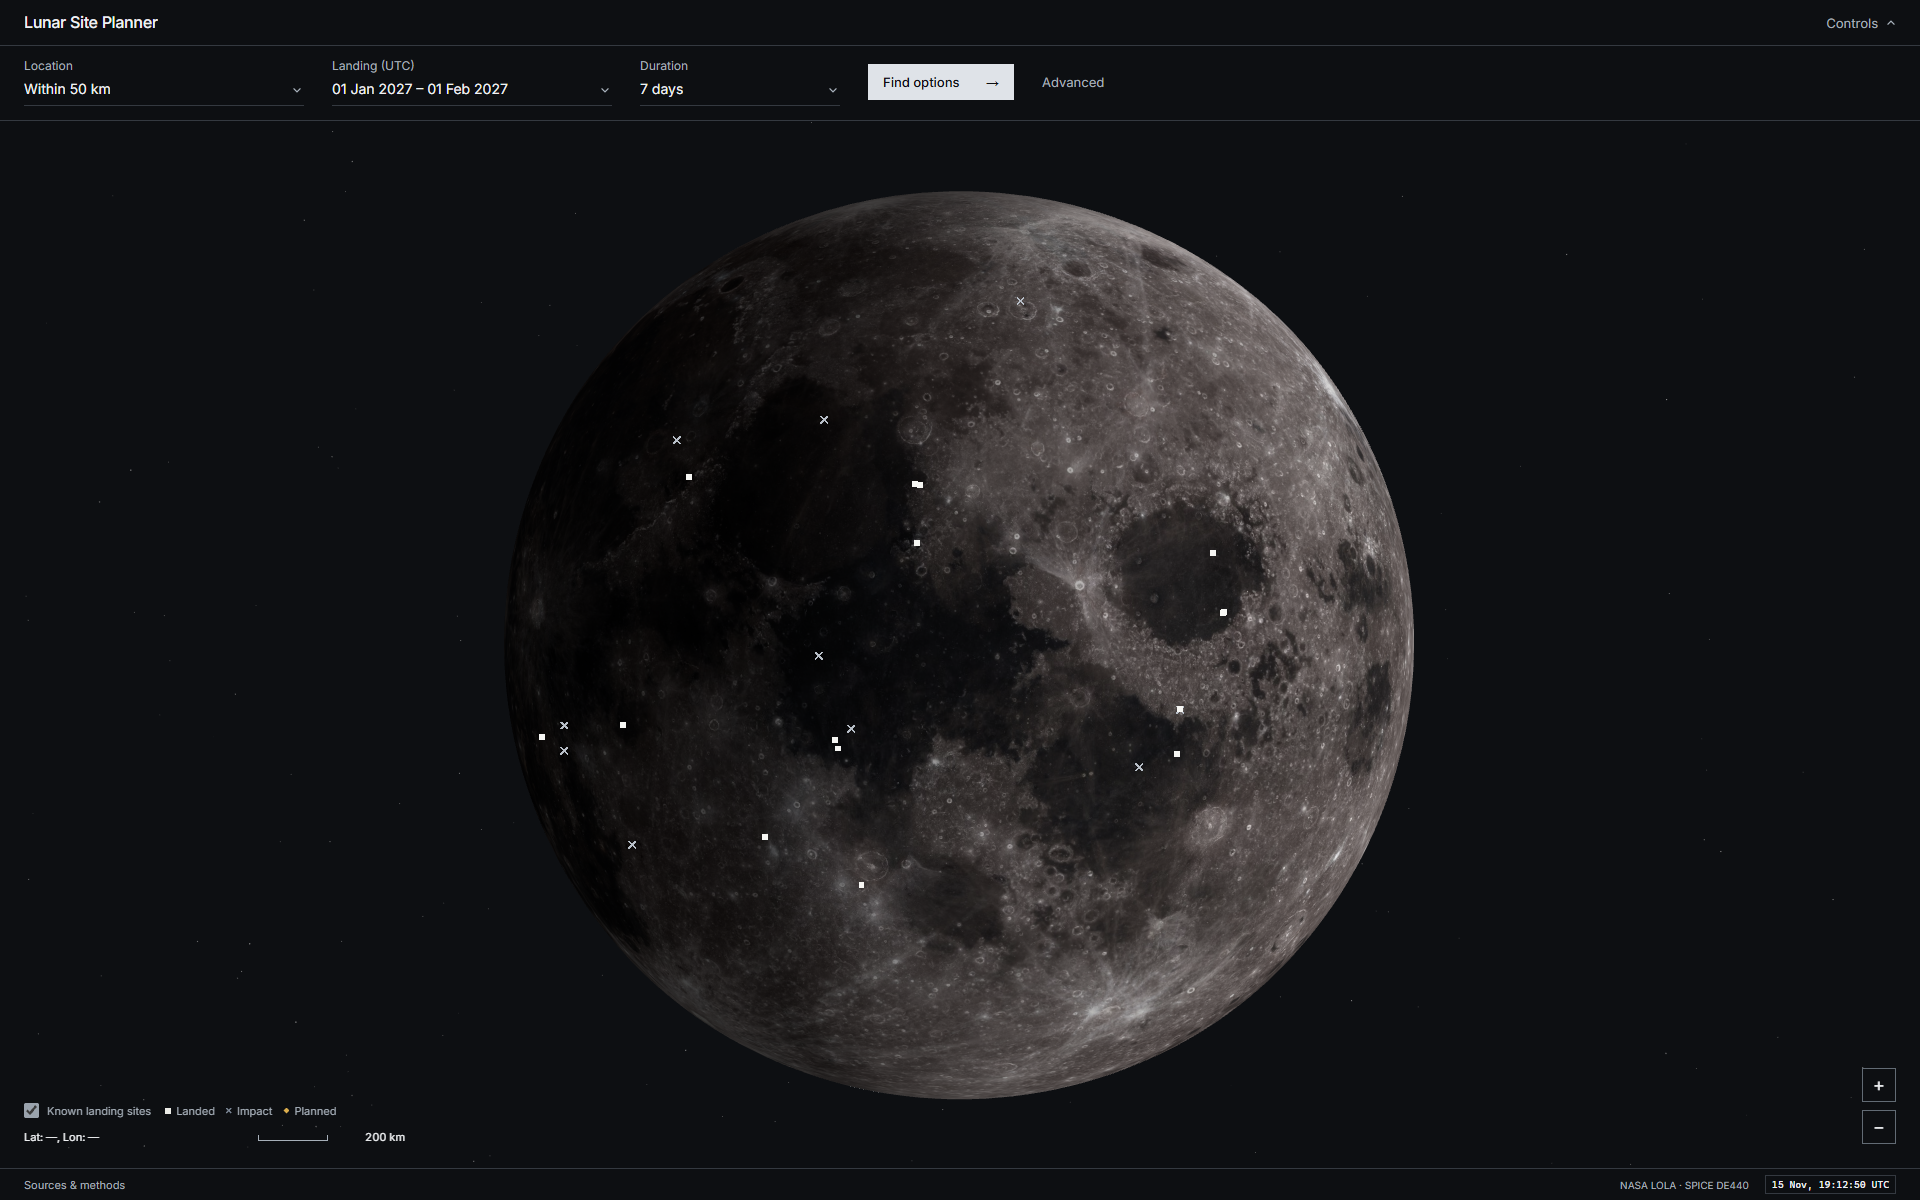 Lunar Site Planner
Controls
Location
Within 50 km
Landing (UTC)
01 Jan 2027 – 01 Feb 2027
Duration
7 days
Find options →
Advanced
Known landing sites
Landed
Impact
Planned
Lat: —, Lon: —
200 km
+
−
Sources & methods
NASA LOLA · SPICE DE440
15 Nov, 19:12:50 UTC